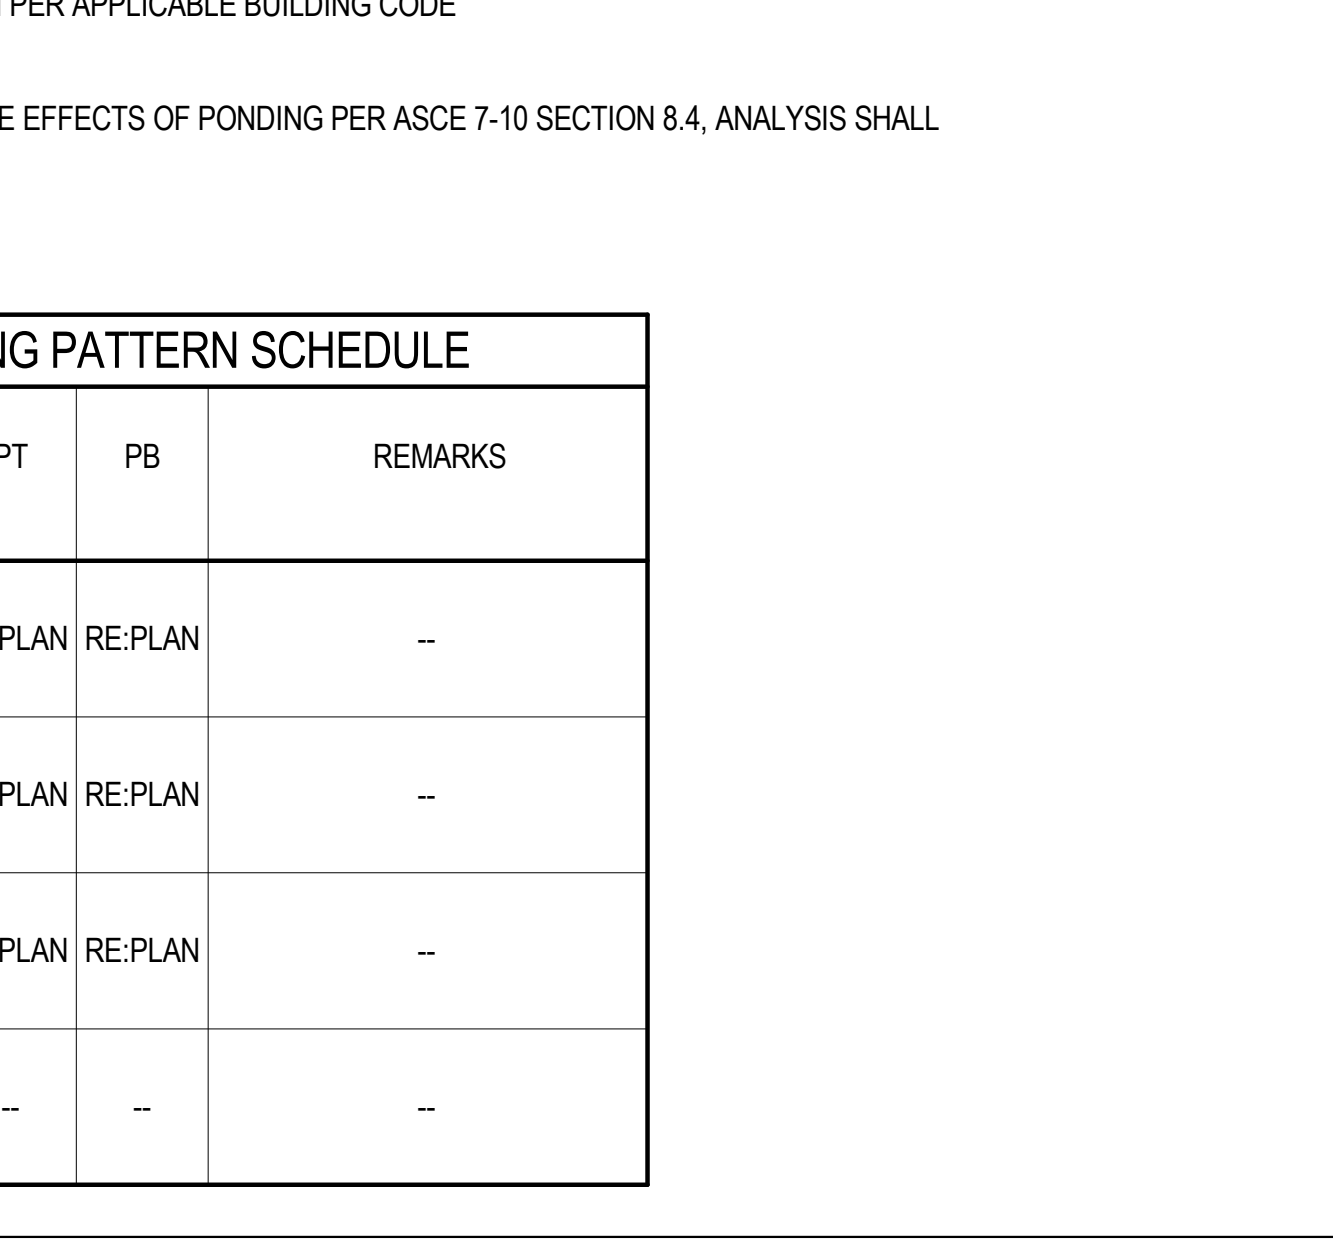 PER APPLICABLE BUILDING CODE
EFFECTS OF PONDING PER ASCE 7-10 SECTION 8.4, ANALYSIS SHALL
PATTERN SCHEDULE
PT PB REMARKS
PLAN RE:PLAN --
PLAN RE:PLAN --
PLAN RE:PLAN --
-- -- --